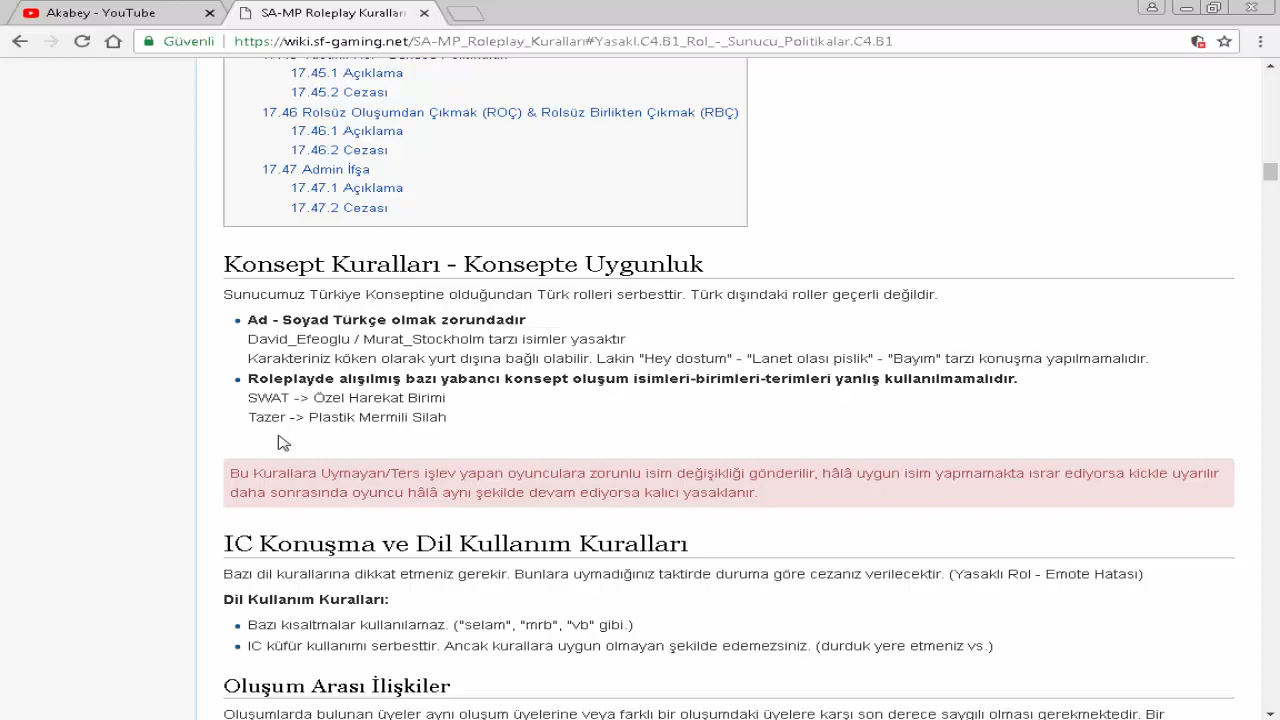 Akabey - YouTube
SA-MP Roleplay Kuralları
Güvenli
https://wiki.sf-gaming.net/SA-MP_Roleplay_Kuralları#Yasakl.C4.B1_Rol_-_Sunucu_Politikalar.C4.B1
17.45.1 Açıklama
17.45.2 Cezası
17.46 Rolsüz Oluşumdan Çıkmak (ROÇ) & Rolsüz Birlikten Çıkmak (RBÇ)
17.46.1 Açıklama
17.46.2 Cezası
17.47 Admin İfşa
17.47.1 Açıklama
17.47.2 Cezası
Konsept Kuralları - Konsepte Uygunluk
Sunucumuz Türkiye Konseptine olduğundan Türk rolleri serbesttir. Türk dışındaki roller geçerli değildir.
Ad - Soyad Türkçe olmak zorundadır
David_Efeoglu / Murat_Stockholm tarzı isimler yasaktır
Karakteriniz köken olarak yurt dışına bağlı olabilir. Lakin "Hey dostum" - "Lanet olası pislik" - "Bayım" tarzı konuşma yapılmamalıdır.
Roleplayde alışılmış bazı yabancı konsept oluşum isimleri-birimleri-terimleri yanlış kullanılmamalıdır.
SWAT -> Özel Harekat Birimi
Tazer -> Plastik Mermili Silah
Bu Kurallara Uymayan/Ters işlev yapan oyunculara zorunlu isim değişikliği gönderilir, hâlâ uygun isim yapmamakta ısrar ediyorsa kickle uyarılır
daha sonrasında oyuncu hâlâ aynı şekilde devam ediyorsa kalıcı yasaklanır.
IC Konuşma ve Dil Kullanım Kuralları
Bazı dil kurallarına dikkat etmeniz gerekir. Bunlara uymadığınız taktirde duruma göre cezanız verilecektir. (Yasaklı Rol - Emote Hatası)
Dil Kullanım Kuralları:
Bazı kısaltmalar kullanılamaz. ("selam", "mrb", "vb" gibi.)
IC küfür kullanımı serbesttir. Ancak kurallara uygun olmayan şekilde edemezsiniz. (durduk yere etmeniz vs.)
Oluşum Arası İlişkiler
Oluşumlarda bulunan üyeler aynı oluşum üyelerine veya farklı bir oluşumdaki üyelere karşı son derece saygılı olması gerekmektedir. Bir